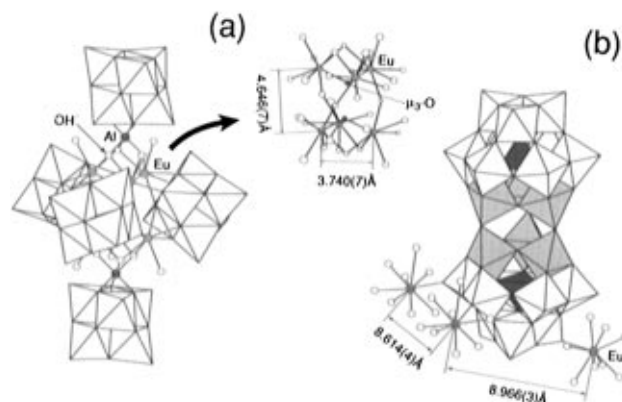 (a)
(b)
Eu
OH
Al
4.646(7)Å
μ₃-O
Eu
3.740(7)Å
8.614(4)Å
Eu
8.966(3)Å